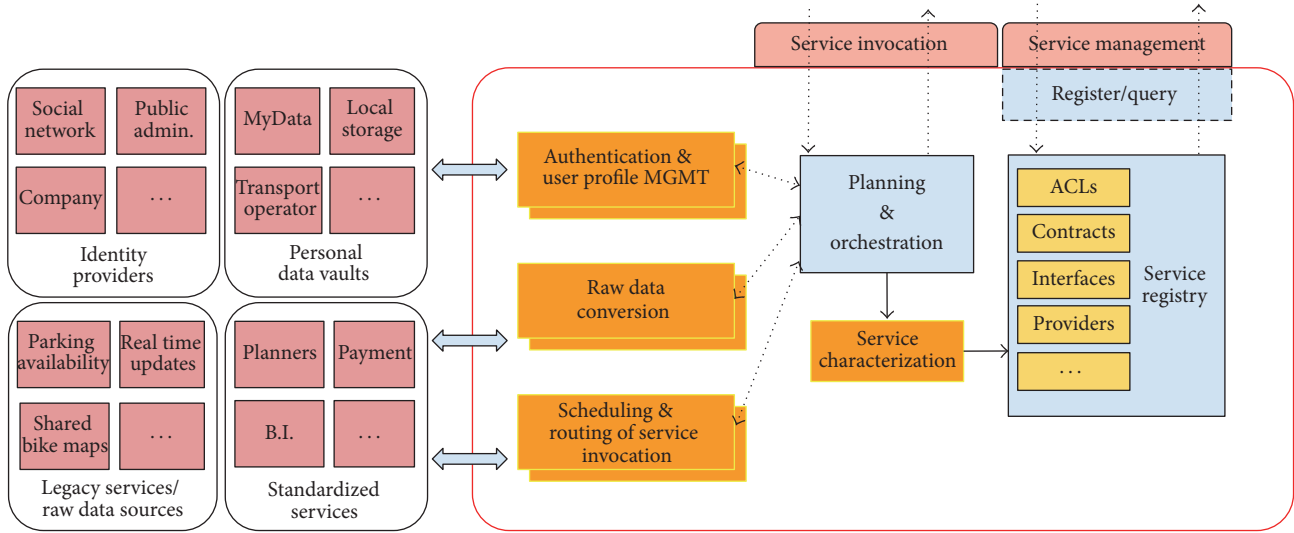 Service invocation
Service management
Register/query
Social
network
Public
admin.
Company
...
Identity
providers
MyData
Local
storage
Transport
operator
...
Personal
data vaults
Parking
availability
Real time
updates
Shared
bike maps
...
Legacy services/
raw data sources
Planners
Payment
B.I.
...
Standardized
services
Authentication &
user profile MGMT
Raw data
conversion
Scheduling &
routing of service
invocation
Planning
&
orchestration
Service
characterization
ACLs
Contracts
Interfaces
Providers
...
Service
registry